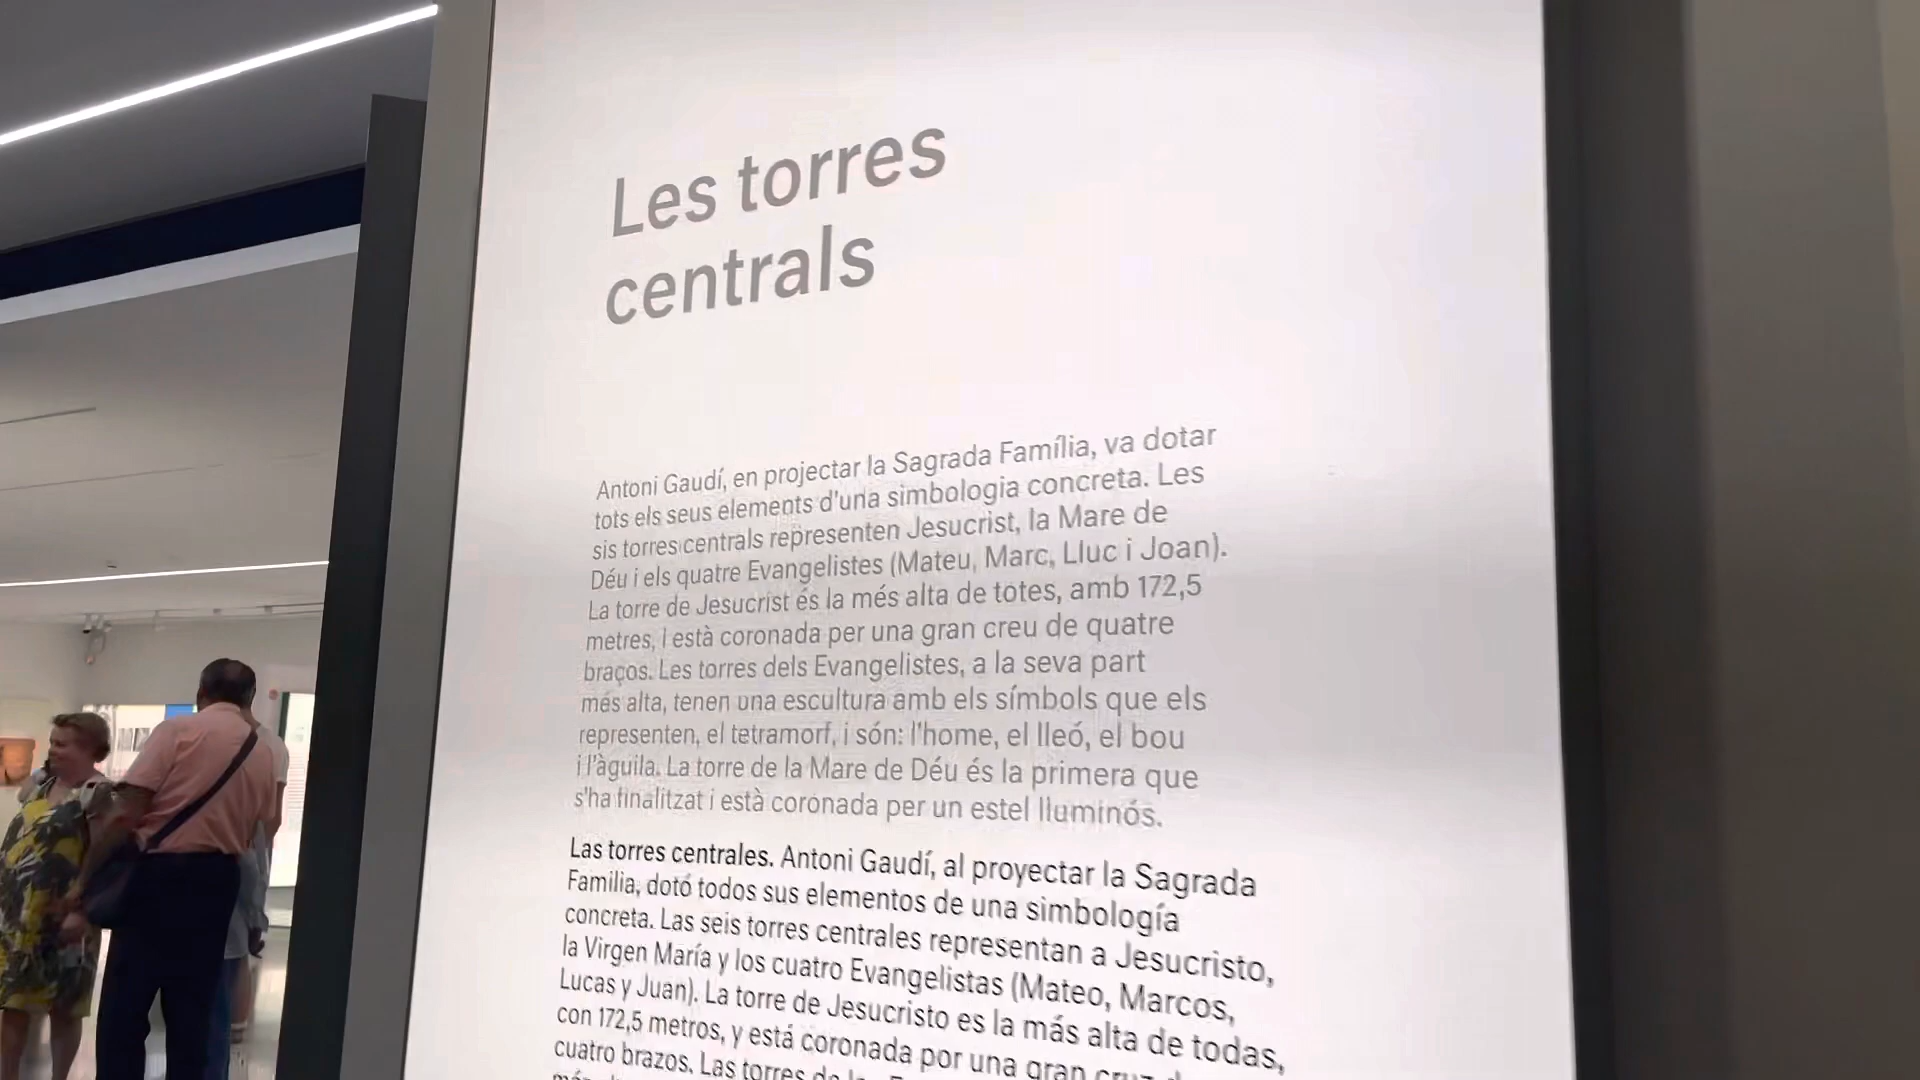 Les torres
centrals
Antoni Gaudí, en projectar la Sagrada Família, va dotar
tots els seus elements d'una simbologia concreta. Les
sis torres centrals representen Jesucrist, la Mare de
Déu i els quatre Evangelistes (Mateu, Marc, Lluc i Joan).
La torre de Jesucrist és la més alta de totes, amb 172,5
metres, i està coronada per una gran creu de quatre
braços. Les torres dels Evangelistes, a la seva part
més alta, tenen una escultura amb els símbols que els
representen, el tetramorf, i són: l'home, el lleó, el bou
i l'àguila. La torre de la Mare de Déu és la primera que
s'ha finalitzat i està coronada per un estel lluminós.
Las torres centrales. Antoni Gaudí, al proyectar la Sagrada
Familia, dotó todos sus elementos de una simbología
concreta. Las seis torres centrales representan a Jesucristo,
la Virgen María y los cuatro Evangelistas (Mateo, Marcos,
Lucas y Juan). La torre de Jesucristo es la más alta de todas,
con 172,5 metros, y está coronada por una gran
cuatro brazos. Las torres